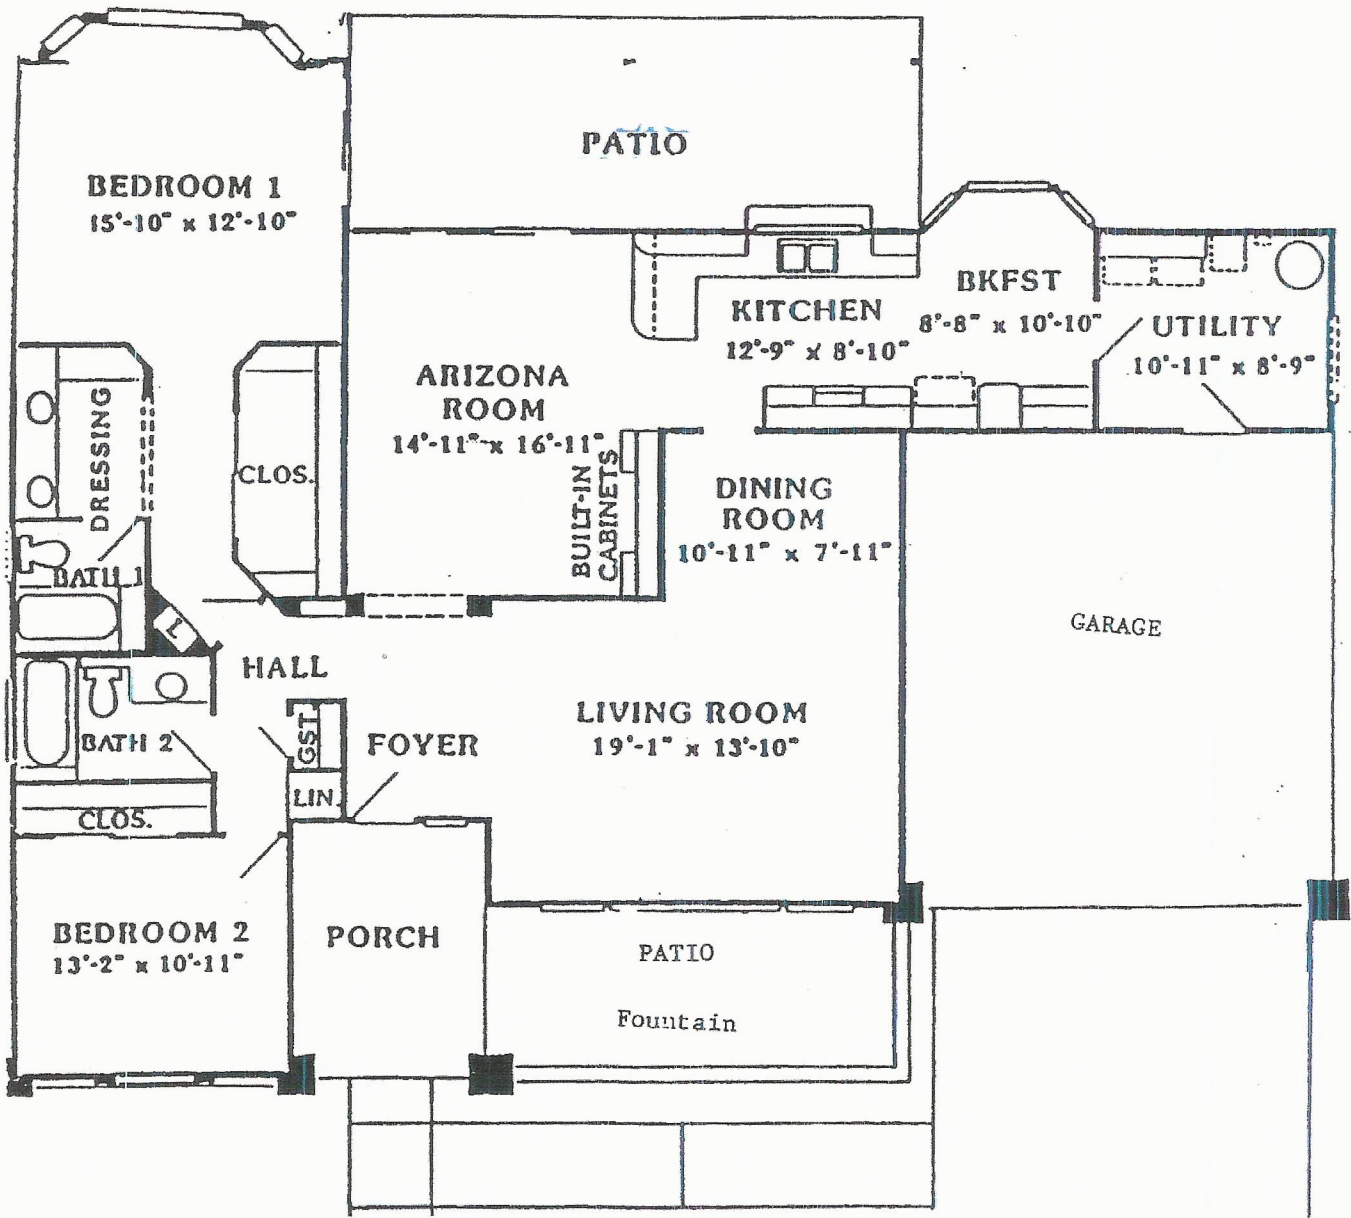 PATIO
BEDROOM 1
15'-10" x 12'-10"
BKFST
8'-8" x 10'-10"
KITCHEN
12'-9" x 8'-10"
UTILITY
10'-11" x 8'-9"
ARIZONA
ROOM
14'-11" x 16'-11"
DRESSING
CLOS.
BUILT-IN
CABINETS
DINING
ROOM
10'-11" x 7'-11"
BATH 1
L
GARAGE
HALL
LIVING ROOM
19'-1" x 13'-10"
BATH 2
GST
FOYER
LIN.
CLOS.
BEDROOM 2
13'-2" x 10'-11"
PORCH
PATIO
Fountain